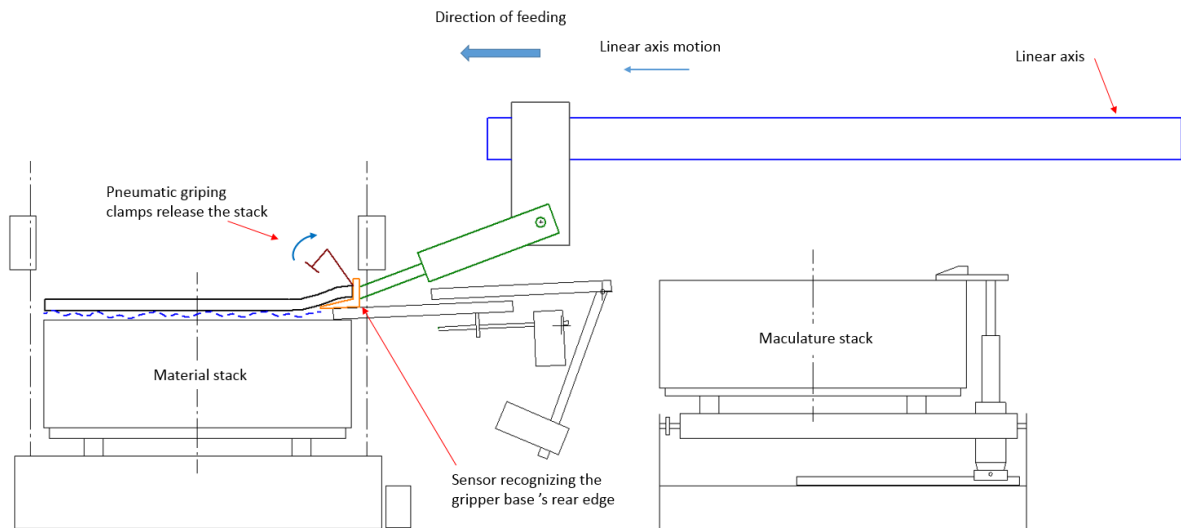 Direction of feeding
Linear axis motion
Linear axis
Pneumatic griping
clamps release the stack
Material stack
Maculature stack
Sensor recognizing the
gripper base ’s rear edge